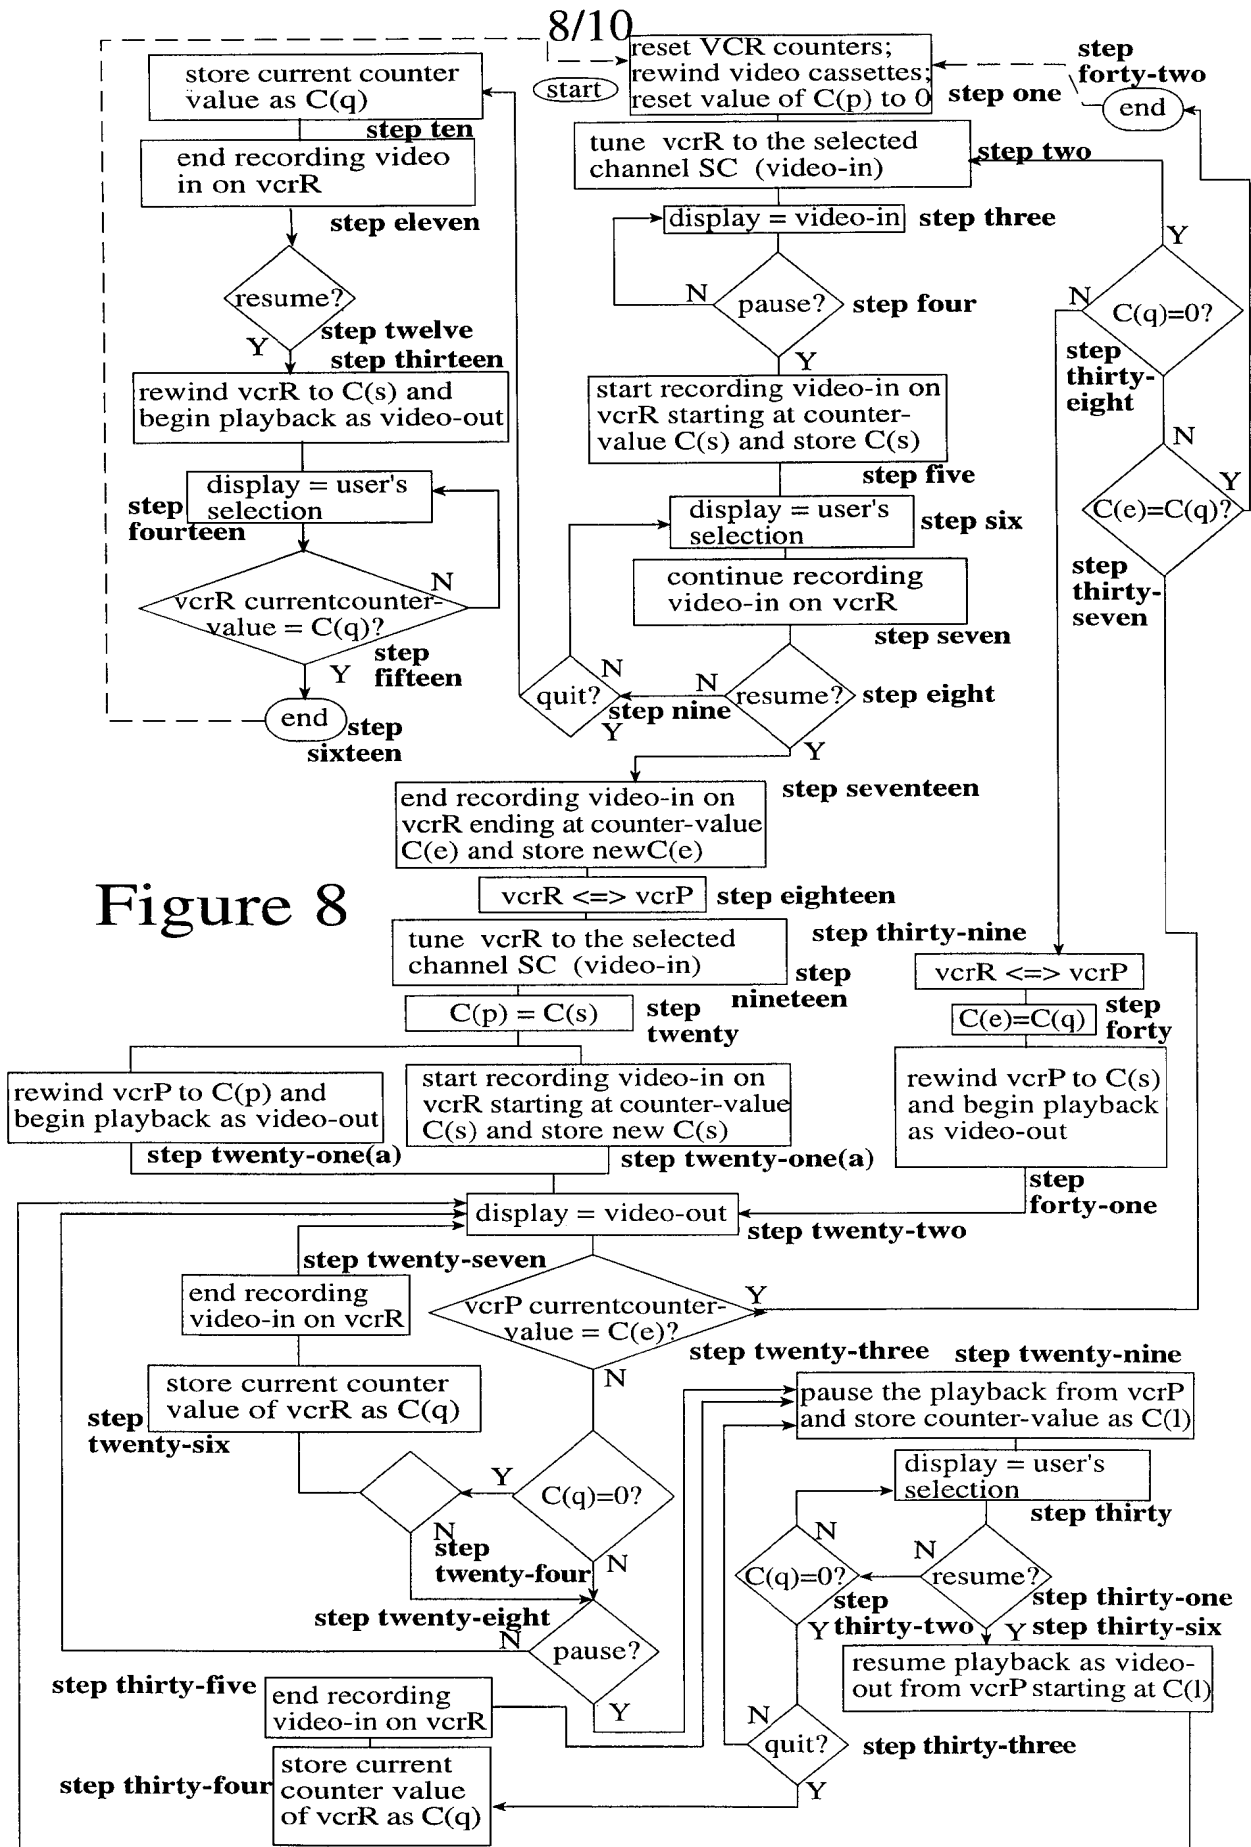 8/10
reset VCR counters;
rewind video cassettes;
reset value of C(p) to 0
step one
start
step
forty-two
end
store current counter
value as C(q)
step ten
end recording video
in on vcrR
step eleven
resume?
step twelve
Y
step thirteen
rewind vcrR to C(s) and
begin playback as video-out
display = user's
selection
step
fourteen
N
vcrR currentcounter-
value = C(q)?
step
fifteen
Y
end
step
sixteen
tune vcrR to the selected
channel SC (video-in)
step two
display = video-in
step three
N
pause?
step four
Y
start recording video-in on
vcrR starting at counter-
value C(s) and store C(s)
step five
display = user's
selection
step six
continue recording
video-in on vcrR
step seven
N
quit?
Y
step nine
N
resume?
step eight
Y
Y
N
C(q)=0?
step
thirty-
eight
N
Y
C(e)=C(q)?
step
thirty-
seven
step seventeen
end recording video-in on
vcrR ending at counter-value
C(e) and store newC(e)
Figure 8
vcrR <=> vcrP
step eighteen
tune vcrR to the selected
channel SC (video-in)
step
nineteen
C(p) = C(s)
step
twenty
step thirty-nine
vcrR <=> vcrP
C(e)=C(q)
step
forty
rewind vcrP to C(s)
and begin playback
as video-out
step
forty-one
rewind vcrP to C(p) and
begin playback as video-out
step twenty-one(a)
start recording video-in on
vcrR starting at counter-value
C(s) and store new C(s)
step twenty-one(a)
display = video-out
step twenty-two
step twenty-seven
end recording
video-in on vcrR
vcrP currentcounter-
value = C(e)?
Y
step twenty-three
N
store current counter
value of vcrR as C(q)
step
twenty-six
Y
C(q)=0?
N
step
twenty-four
N
step twenty-eight
N
pause?
Y
step twenty-nine
pause the playback from vcrP
and store counter-value as C(l)
display = user's
selection
step thirty
N
N
C(q)=0?
resume?
step thirty-one
step
thirty-two
Y
Y
step thirty-six
resume playback as video-
out from vcrP starting at C(l)
N
quit?
step thirty-three
Y
step thirty-five
end recording
video-in on vcrR
step thirty-four
store current
counter value
of vcrR as C(q)